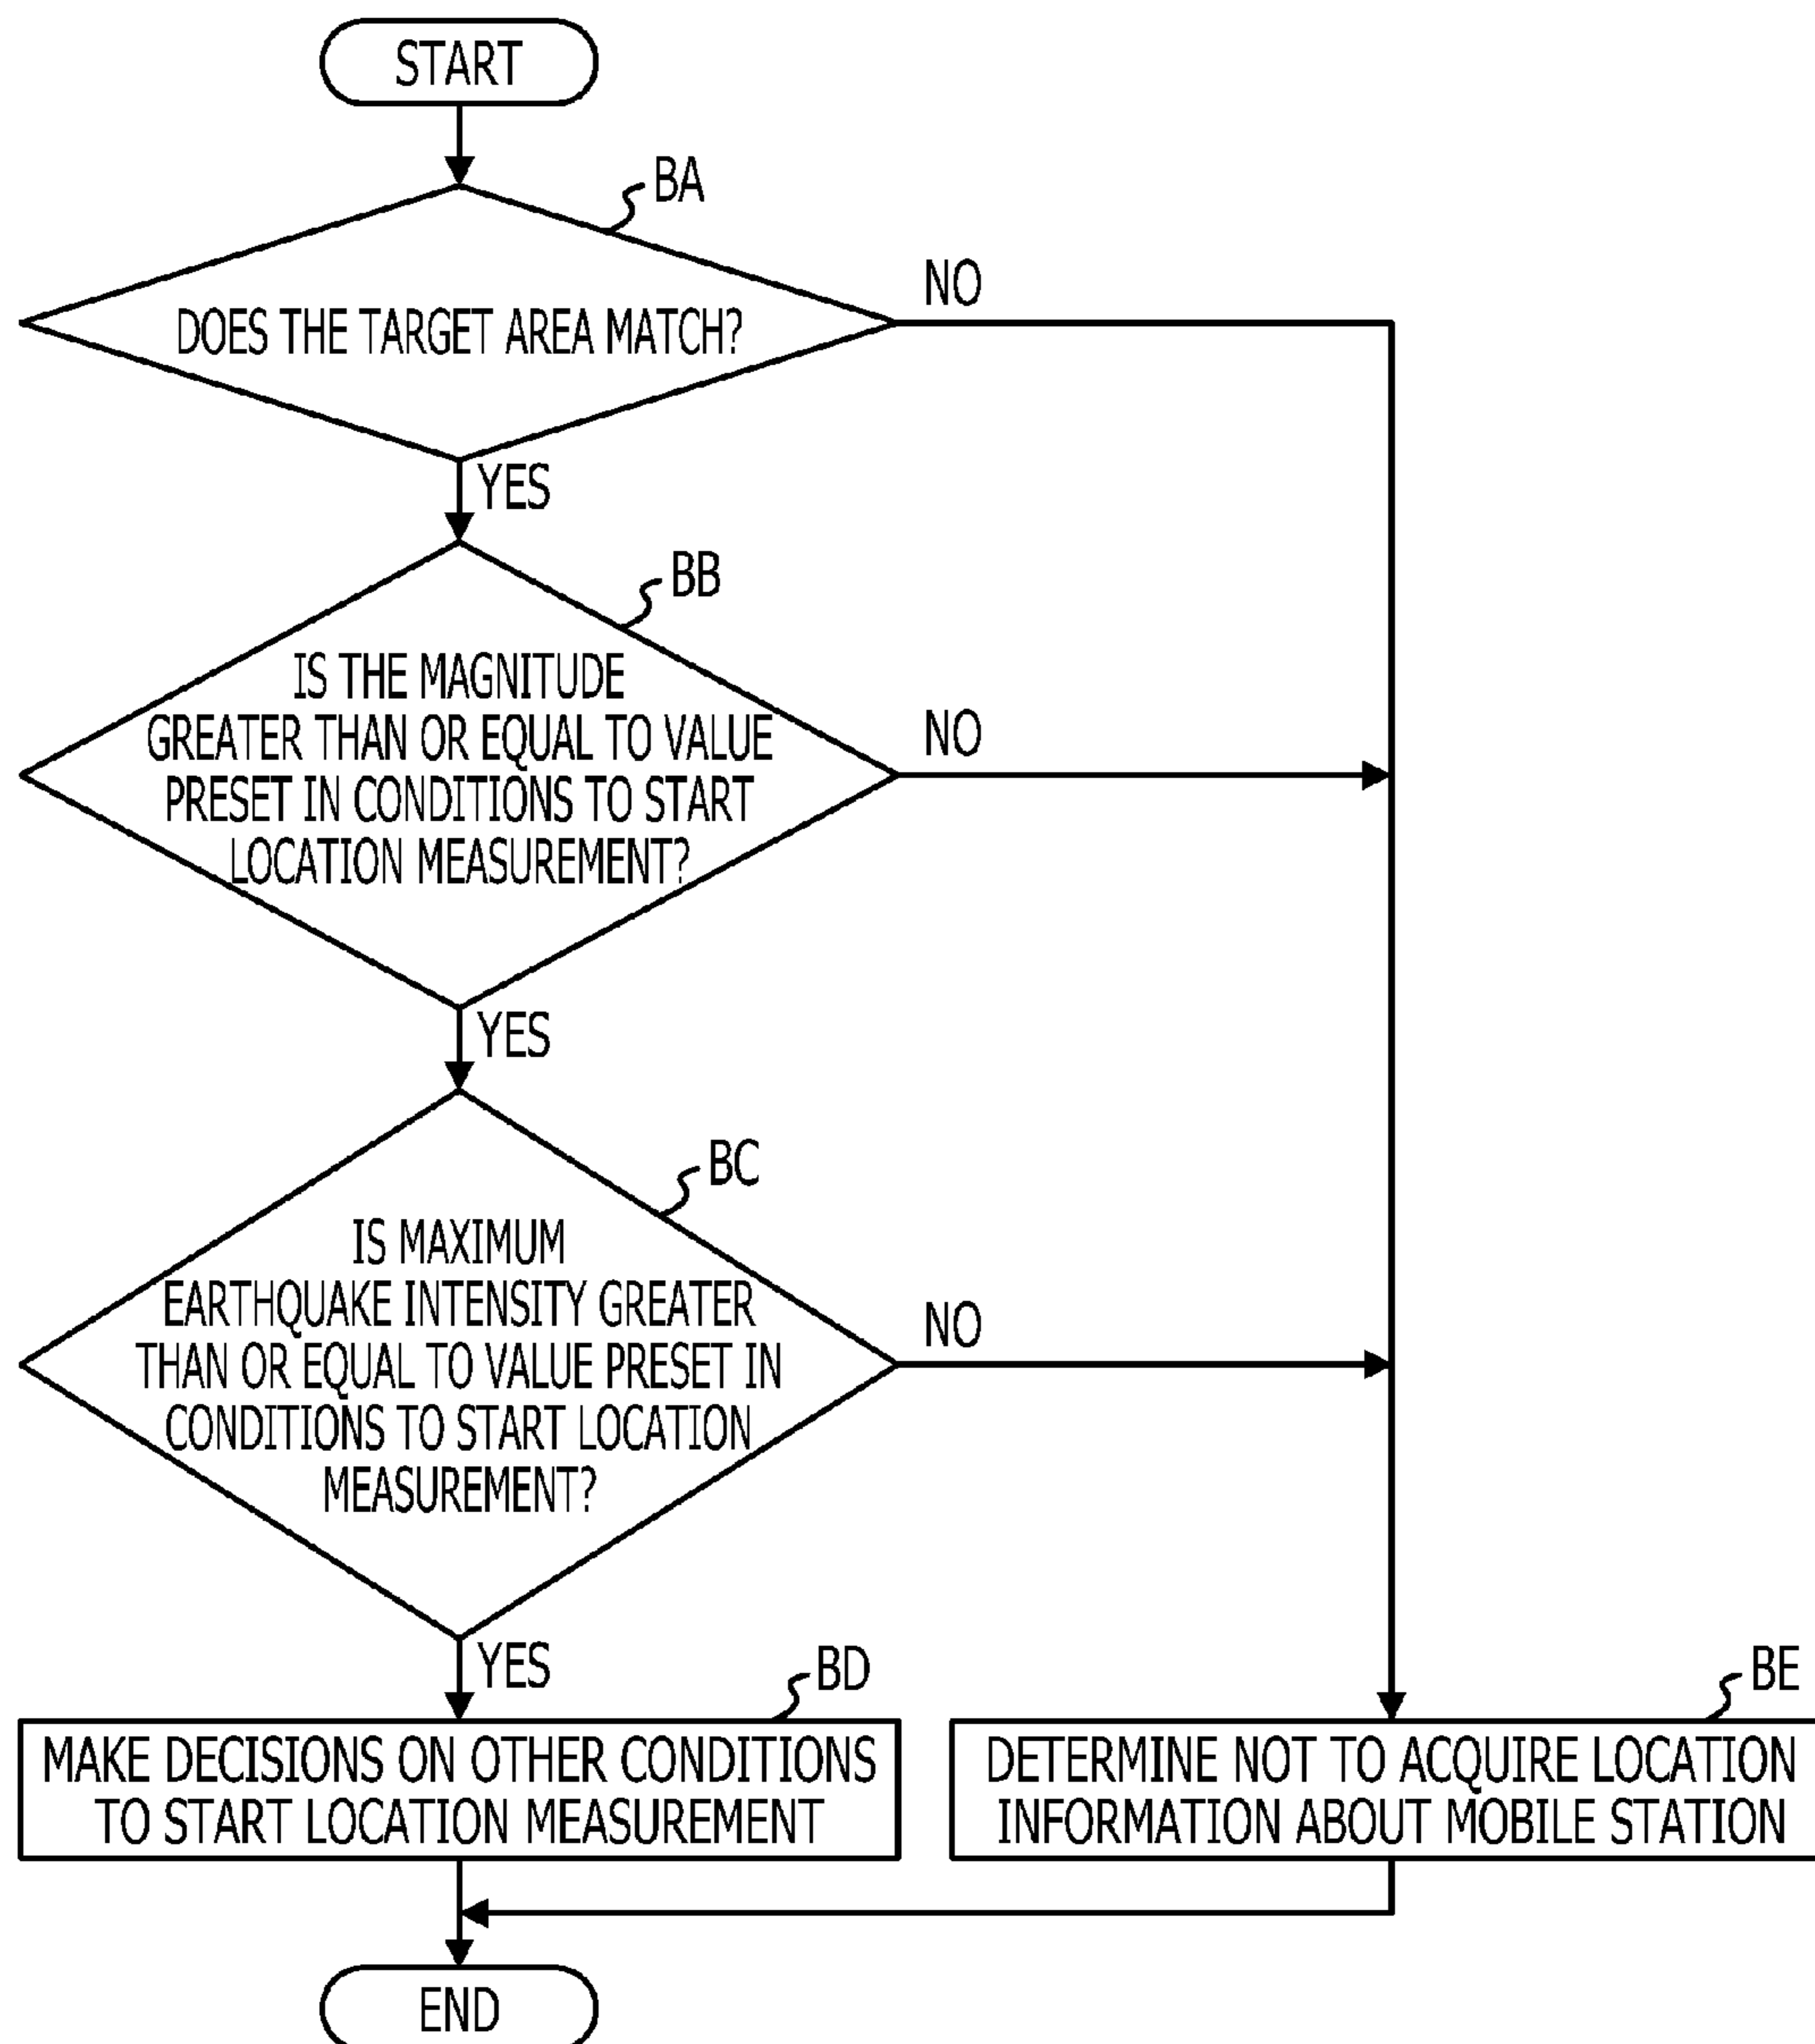 START
BA
DOES THE TARGET AREA MATCH?
NO
YES
BB
IS THE MAGNITUDE
GREATER THAN OR EQUAL TO VALUE
PRESET IN CONDITIONS TO START
LOCATION MEASUREMENT?
NO
YES
BC
IS MAXIMUM
EARTHQUAKE INTENSITY GREATER
THAN OR EQUAL TO VALUE PRESET IN
CONDITIONS TO START LOCATION
MEASUREMENT?
NO
YES
BD
MAKE DECISIONS ON OTHER CONDITIONS
TO START LOCATION MEASUREMENT
BE
DETERMINE NOT TO ACQUIRE LOCATION
INFORMATION ABOUT MOBILE STATION
END